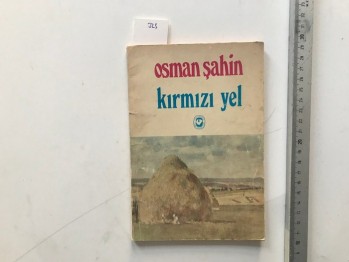 osman şahin
kırmızı yel